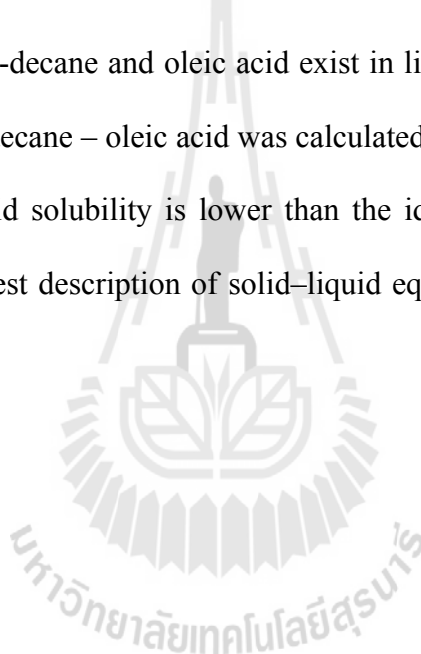 -decane and oleic acid exist in li
ecane – oleic acid was calculated
d solubility is lower than the i
est description of solid–liquid eq
มหาวิทยาลัยเทคโนโลยีสุรนารี